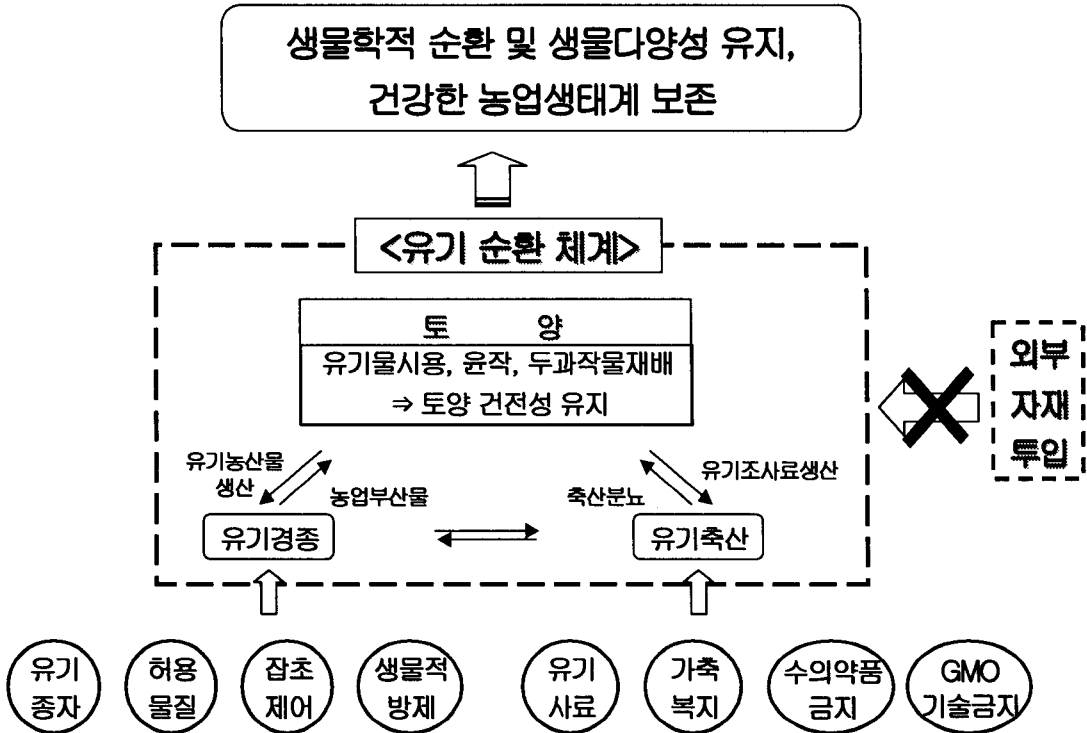 생물학적 순환 및 생물다양성 유지,
건강한 농업생태계 보존
<유기 순환 체계>
토 양
유기물시용, 윤작, 두과작물재배
⇒ 토양 건전성 유지
외부
자재
투입
유기농산물
생산
농업부산물
축산분뇨
유기조사료생산
유기경종
유기축산
유기
종자
허용
물질
잡초
제어
생물적
방제
유기
사료
가축
복지
수의약품
금지
GMO
기술금지